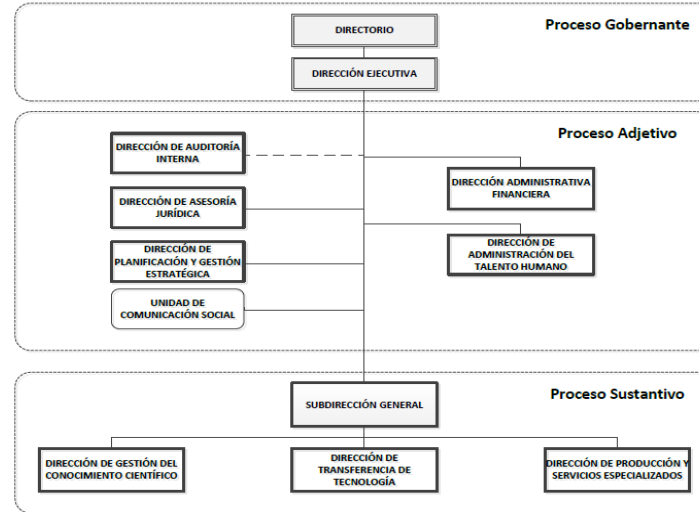 Proceso Gobernante
DIRECTORIO
DIRECCIÓN EJECUTIVA
Proceso Adjetivo
DIRECCIÓN DE AUDITORÍA
INTERNA
DIRECCIÓN ADMINISTRATIVA
FINANCIERA
DIRECCIÓN DE ASESORÍA
JURÍDICA
DIRECCIÓN DE
ADMINISTRACIÓN DEL
TALENTO HUMANO
DIRECCIÓN DE
PLANIFICACIÓN Y GESTIÓN
ESTRATÉGICA
UNIDAD DE
COMUNICACIÓN SOCIAL
Proceso Sustantivo
SUBDIRECCIÓN GENERAL
DIRECCIÓN DE GESTIÓN DEL
CONOCIMIENTO CIENTÍFICO
DIRECCIÓN DE
TRANSFERENCIA DE
TECNOLOGÍA
DIRECCIÓN DE PRODUCCIÓN Y
SERVICIOS ESPECIALIZADOS